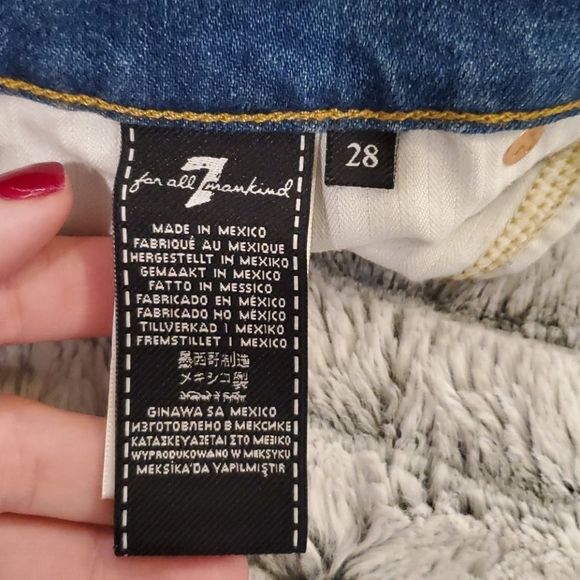 7
for all mankind
28
MADE IN MEXICO
FABRIQUÉ AU MEXIQUE
HERGESTELLT IN MEXIKO
GEMAAKT IN MEXICO
FATTO IN MESSICO
FABRICADO EN MÉXICO
FABRICADO NO MÉXICO
TILLVERKAD I MEXIKO
FREMSTILLET I MEXICO
墨西哥制造
メキシコ製
GINAWA SA MEXICO
ИЗГОТОВЛЕНО В МЕКСИКЕ
ΚΑΤΑΣΚΕΥΑΖΕΤΑΙ ΣΤΟ ΜΕΞΙΚΟ
WYPRODUKOWANO W MEKSYKU
MEKSİKA'DA YAPILMIŞTIR